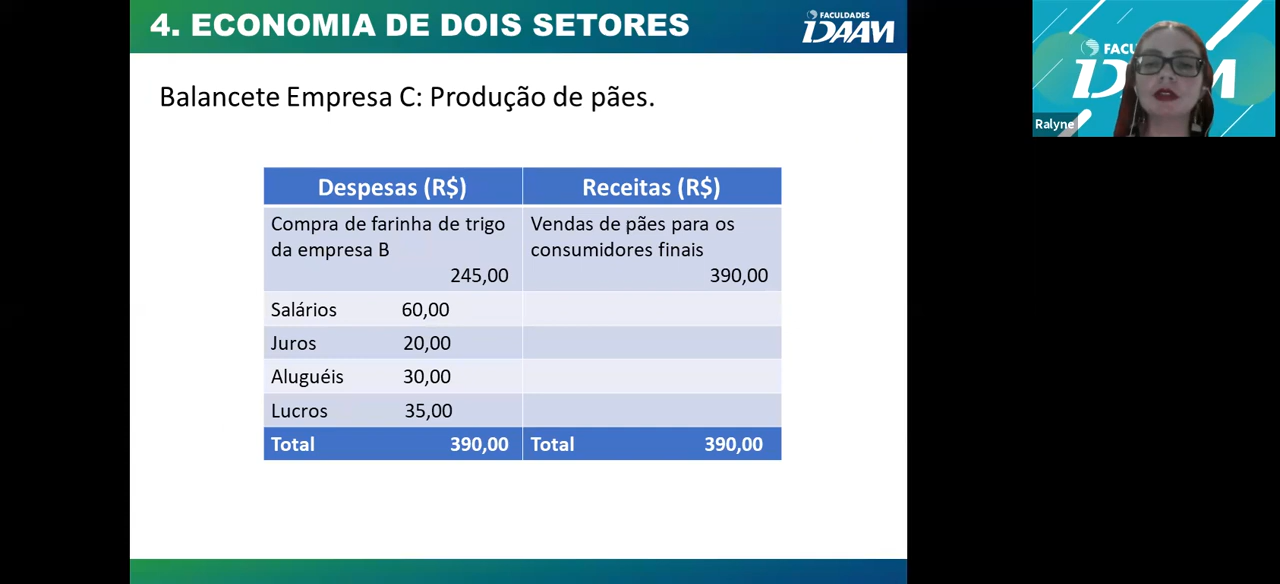 4. ECONOMIA DE DOIS SETORES
FACULDADES
IDAAM
Balancete Empresa C: Produção de pães.
Despesas (R$) Receitas (R$)
Compra de farinha de trigo
da empresa B
245,00
Vendas de pães para os
consumidores finais
390,00
Salários 60,00
Juros 20,00
Aluguéis 30,00
Lucros 35,00
Total 390,00 Total 390,00
FACU
Ralyne